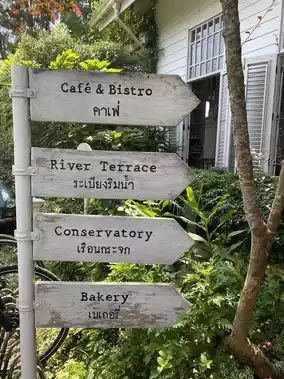 Café & Bistro
คาเฟ่
River Terrace
ระเบียงริมน้ำ
Conservatory
เรือนกระจก
Bakery
เบเกอรี่